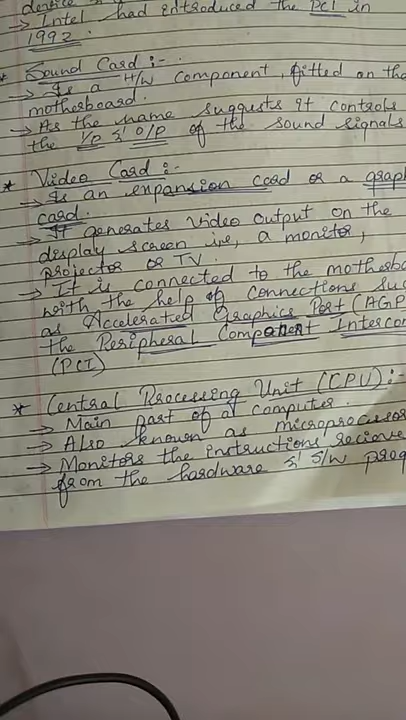 → Intel had introduced the PCI in
1992.
* Sound Card :-
→ Is a H/W component, fitted on the
motherboard.
→ As the name suggests it controls
the I/P & O/P of the sound signals
* Video Card :-
→ Is an expansion card or a graph
card.
→ It generates video output on the
display screen i.e, a monitor,
projector or TV.
→ It is connected to the motherbo
with the help of connections suc
as Accelerated Graphics Port (AGP
the Peripheral Component Intercon
(PCI)
* Central Processing Unit (CPU) :-
→ Main part of a computer.
→ Also known as microprocessor
→ Monitors the instructions recieve
from the hardware & S/W prog